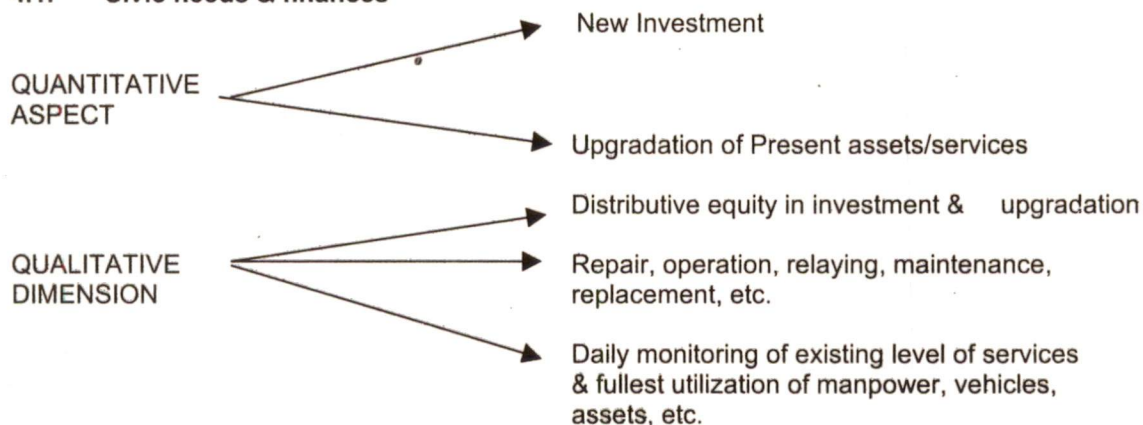 Civic needs & finances
New Investment
QUANTITATIVE
ASPECT
Upgradation of Present assets/services
Distributive equity in investment & upgradation
QUALITATIVE
DIMENSION
Repair, operation, relaying, maintenance,
replacement, etc.
Daily monitoring of existing level of services
& fullest utilization of manpower, vehicles,
assets, etc.